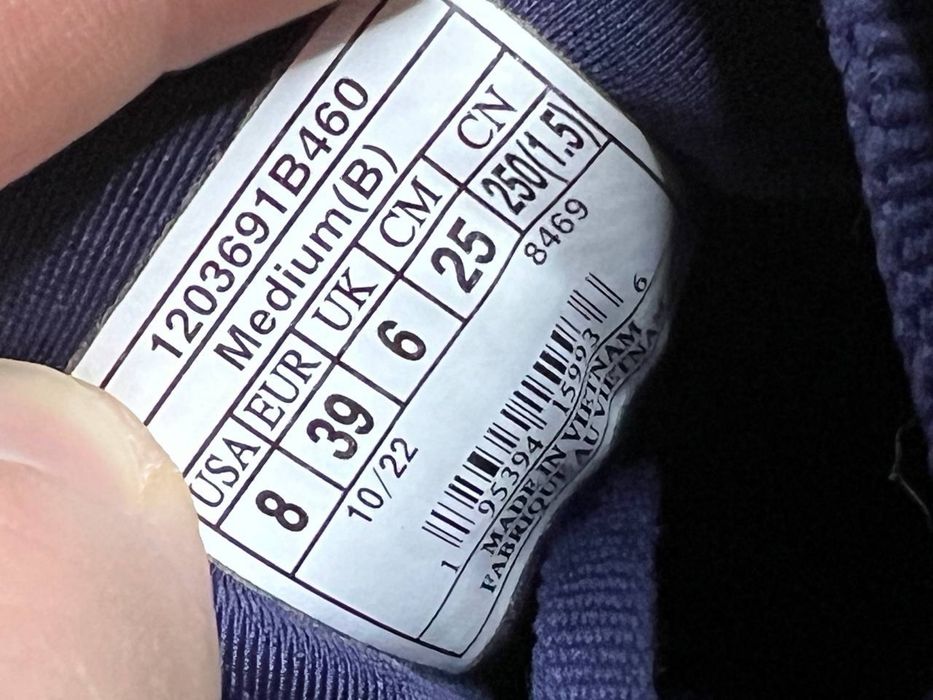 1203691B460
Medium(B)
USA EUR UK CM CN
8 39 6 25 250(1.5)
10/22 8469
1 95394 15993 6
MADE IN VIETNAM
FABRIQUE AU VIETNAM